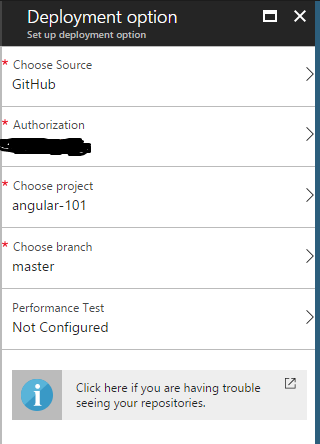 Deployment option
Set up deployment option
* Choose Source
GitHub
* Authorization
* Choose project
angular-101
* Choose branch
master
Performance Test
Not Configured
Click here if you are having trouble
seeing your repositories.